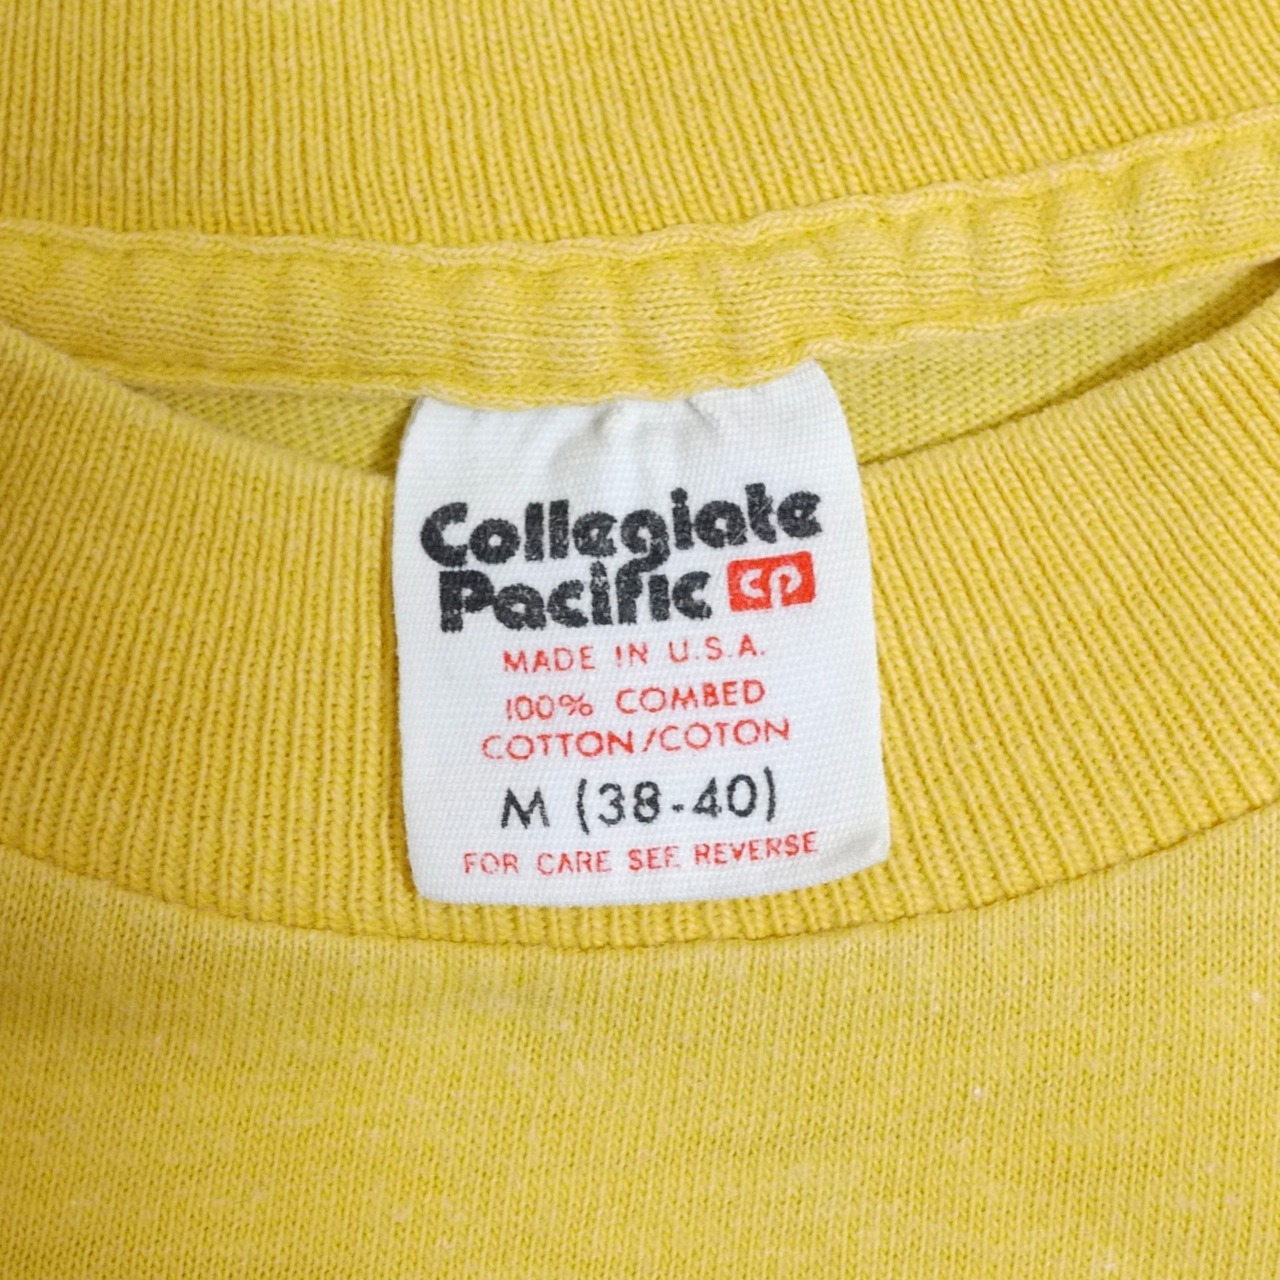 Collegiate
Pacific CP
MADE IN U.S.A.
100% COMBED
COTTON/COTON
M (38-40)
FOR CARE SEE REVERSE